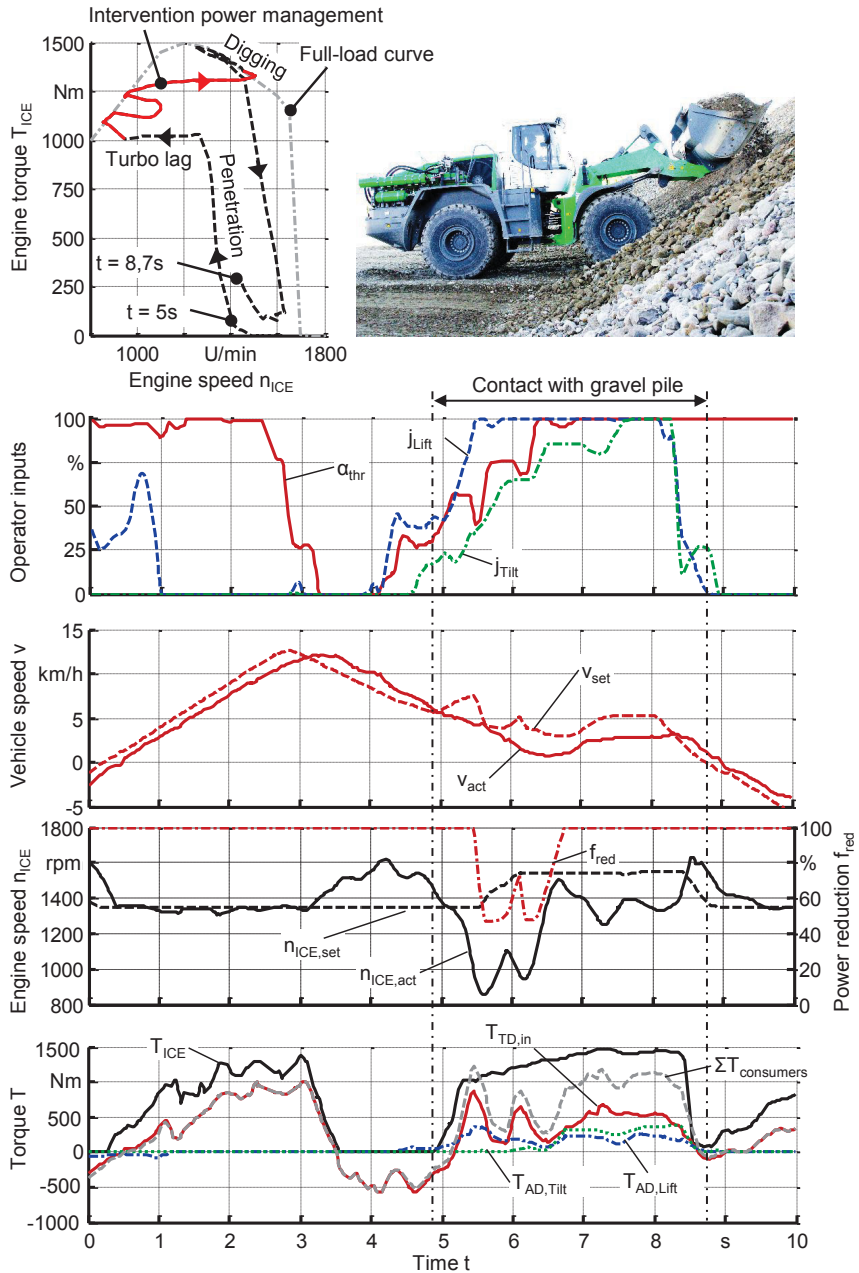 Intervention power management
1500
Digging
Full-load curve
Nm
1000
Turbo lag
Penetration
750
500
t = 8,7s
250
t = 5s
0
1000
U/min
1800
Engine torque T_ICE
Engine speed n_ICE
Contact with gravel pile
100
%
50
25
0
Operator inputs
α_thr
j_Lift
j_Tilt
15
km/h
5
0
-5
Vehicle speed v
v_set
v_act
1800
rpm
1400
1200
1000
800
Engine speed n_ICE
n_ICE,set
n_ICE,act
f_red
100
%
60
40
20
0
Power reduction f_red
1500
Nm
500
0
-500
-1000
Torque T
T_ICE
T_TD,in
ΣT_consumers
T_AD,Tilt
T_AD,Lift
0 1 2 3 4 5 6 7 8 s 10
Time t